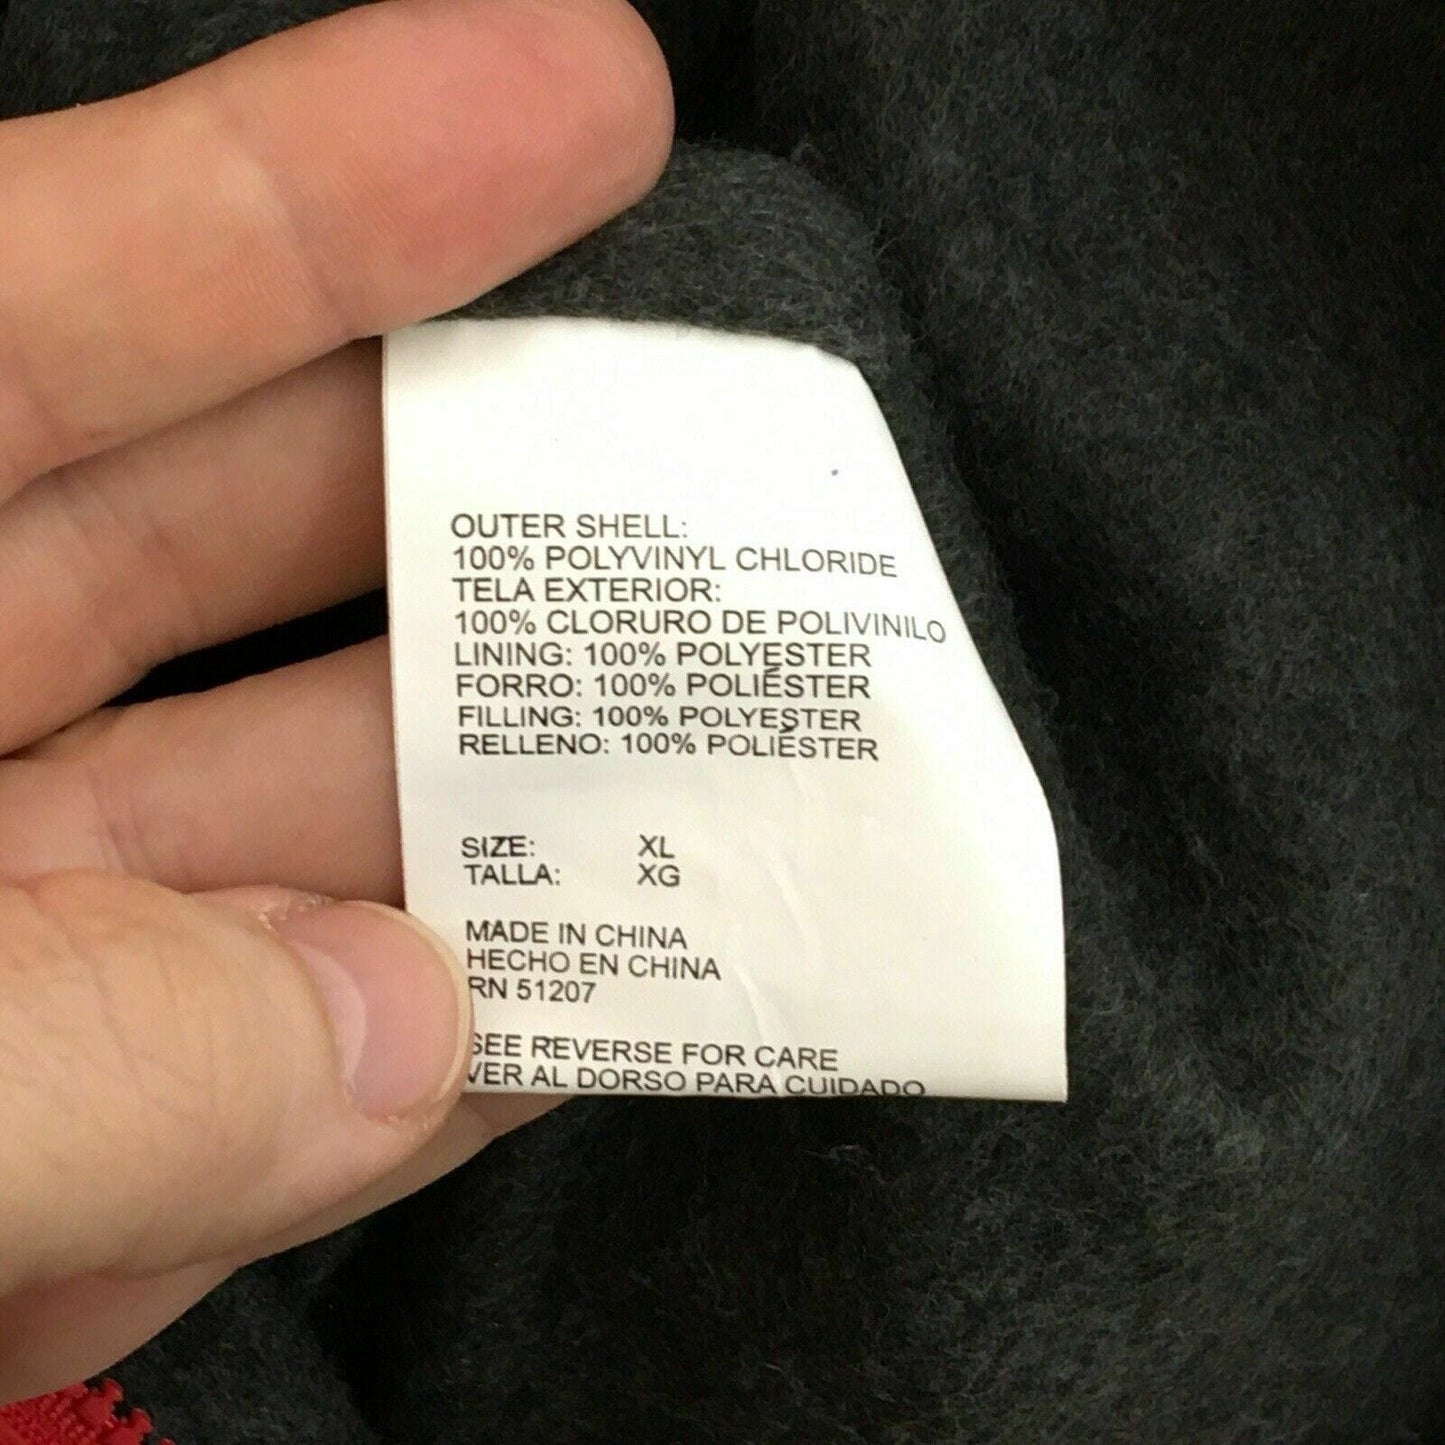 OUTER SHELL:
100% POLYVINYL CHLORIDE
TELA EXTERIOR:
100% CLORURO DE POLIVINILO
LINING: 100% POLYESTER
FORRO: 100% POLIÉSTER
FILLING: 100% POLYESTER
RELLENO: 100% POLIÉSTER
SIZE: XL
TALLA: XG
MADE IN CHINA
HECHO EN CHINA
RN 51207
SEE REVERSE FOR CARE
VER AL DORSO PARA CUIDADO